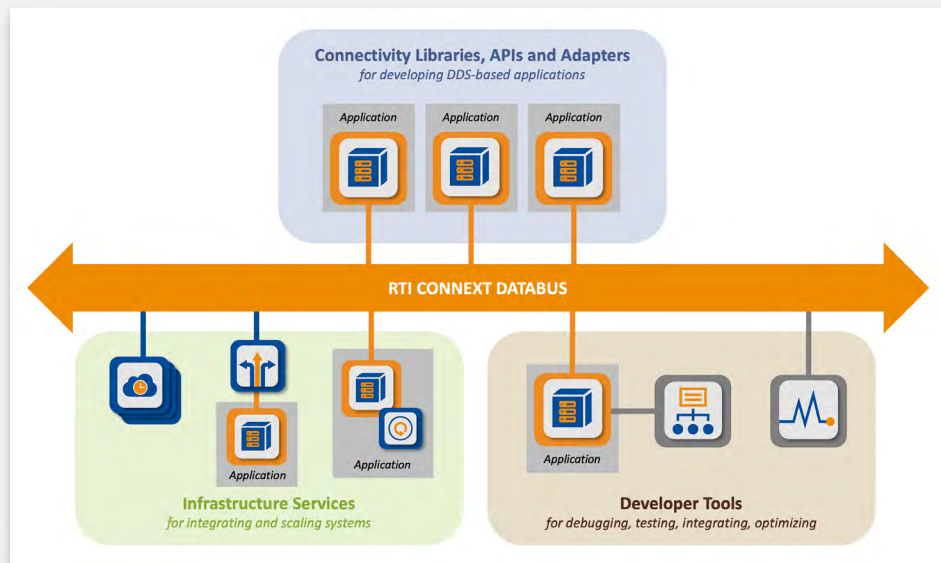 Connectivity Libraries, APIs and Adapters
for developing DDS-based applications
Application
Application
Application
RTI CONNEXT DATABUS
Application
Application
Application
Infrastructure Services
for integrating and scaling systems
Developer Tools
for debugging, testing, integrating, optimizing